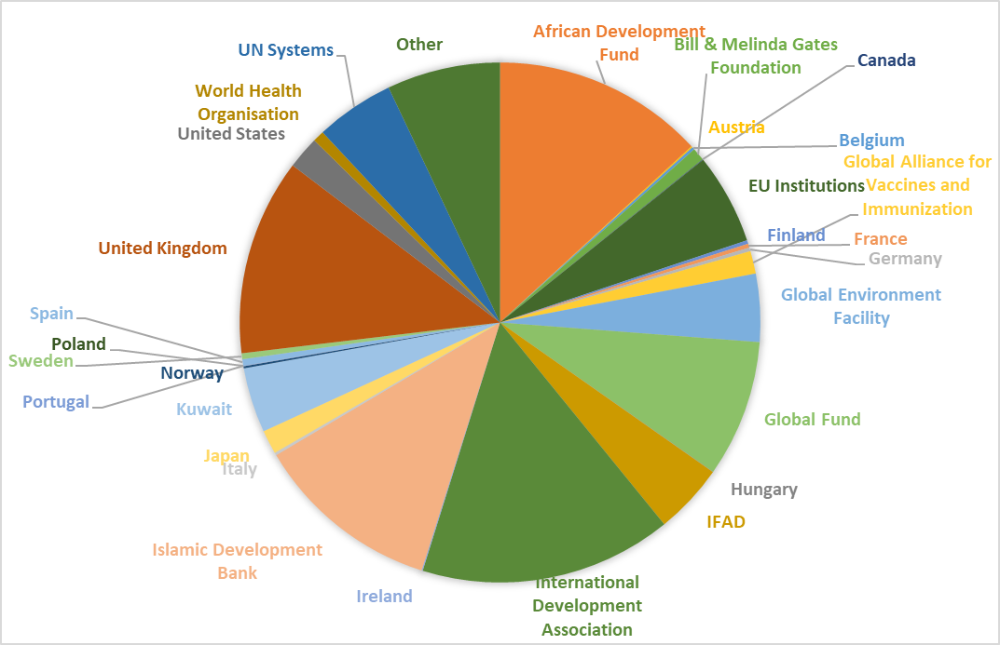 Other
African Development
Fund
Bill & Melinda Gates
Foundation
Canada
UN Systems
World Health
Organisation
United States
Austria
Belgium
Global Alliance for
Vaccines and
Immunization
EU Institutions
Finland
France
Germany
United Kingdom
Global Environment
Facility
Spain
Poland
Sweden
Norway
Portugal
Kuwait
Global Fund
Japan
Italy
Hungary
IFAD
Islamic Development
Bank
Ireland
International
Development
Association